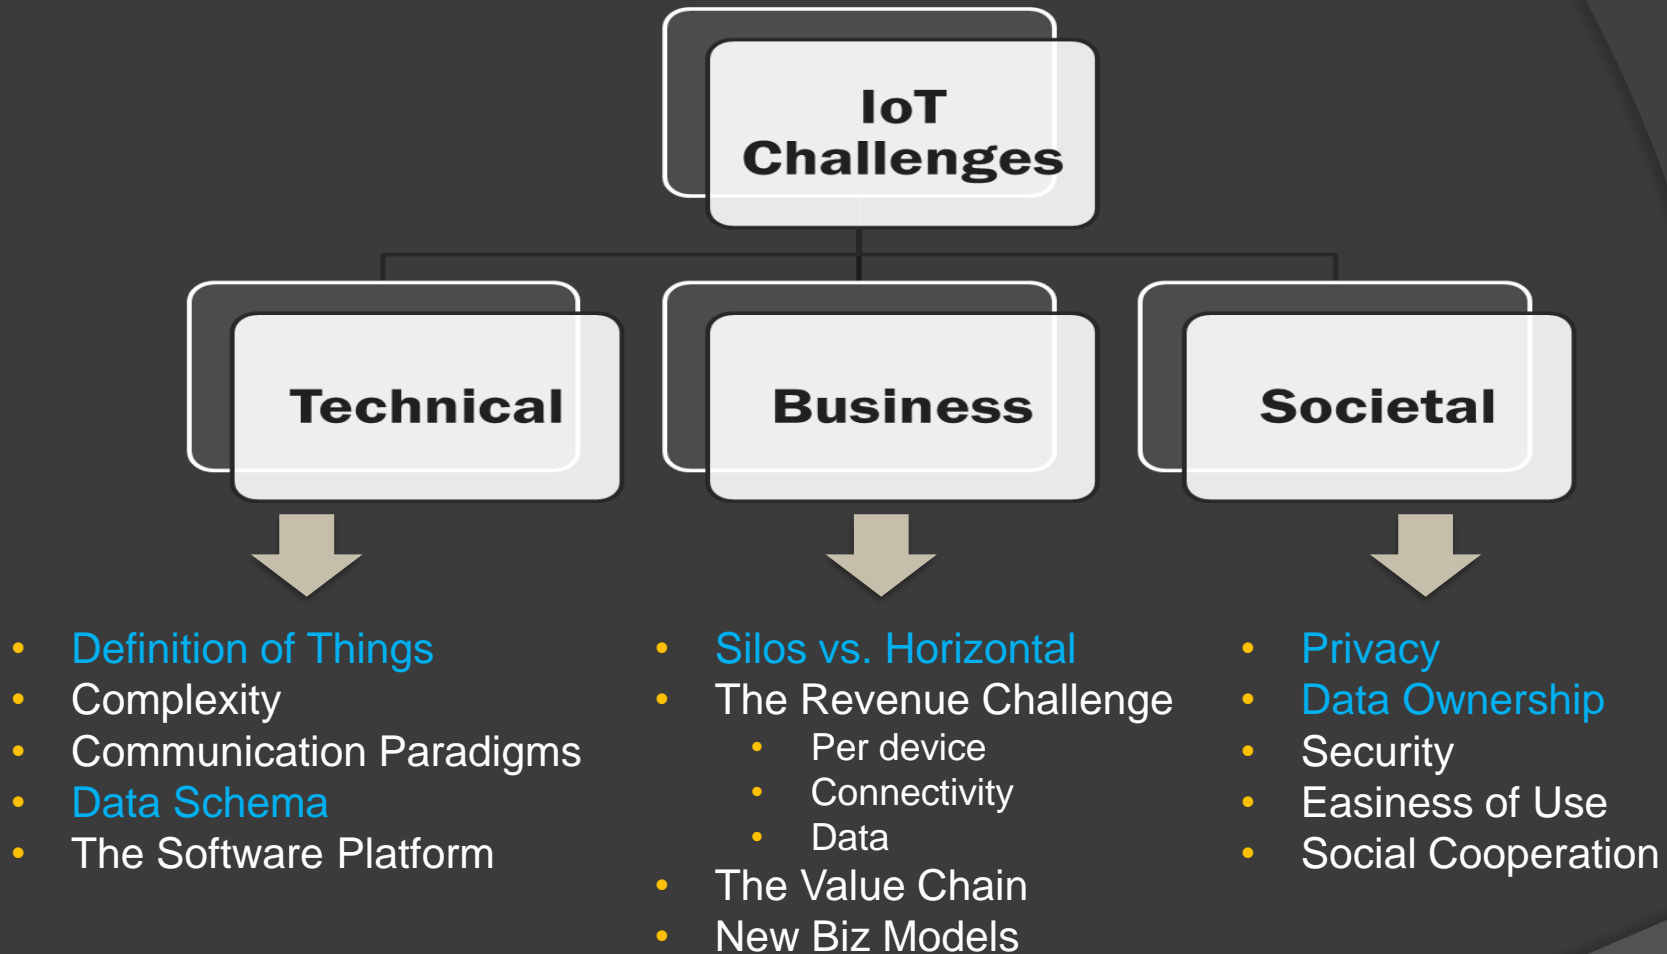 IoT
Challenges
Technical
Business
Societal
• Definition of Things
• Complexity
• Communication Paradigms
• Data Schema
• The Software Platform
• Silos vs. Horizontal
• The Revenue Challenge
• Per device
• Connectivity
• Data
• The Value Chain
• New Biz Models
• Privacy
• Data Ownership
• Security
• Easiness of Use
• Social Cooperation